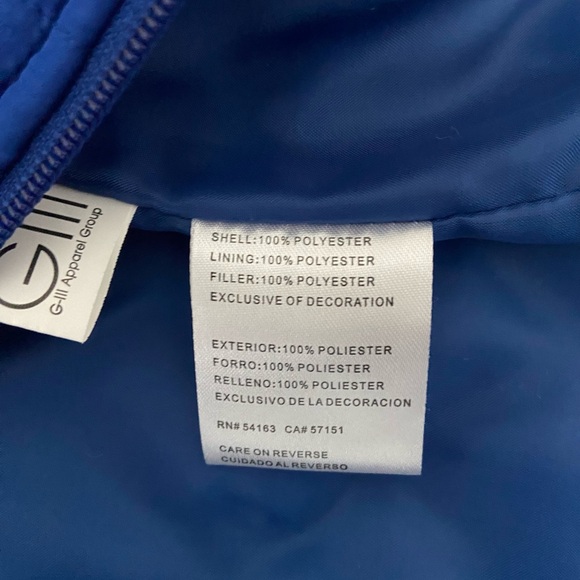 GIII
G-III Apparel Group
SHELL:100% POLYESTER
LINING:100% POLYESTER
FILLER:100% POLYESTER
EXCLUSIVE OF DECORATION
EXTERIOR:100% POLIESTER
FORRO:100% POLIESTER
RELLENO:100% POLIESTER
EXCLUSIVO DE LA DECORACION
RN# 54163 CA# 57151
CARE ON REVERSE
CUIDADO AL REVERSO